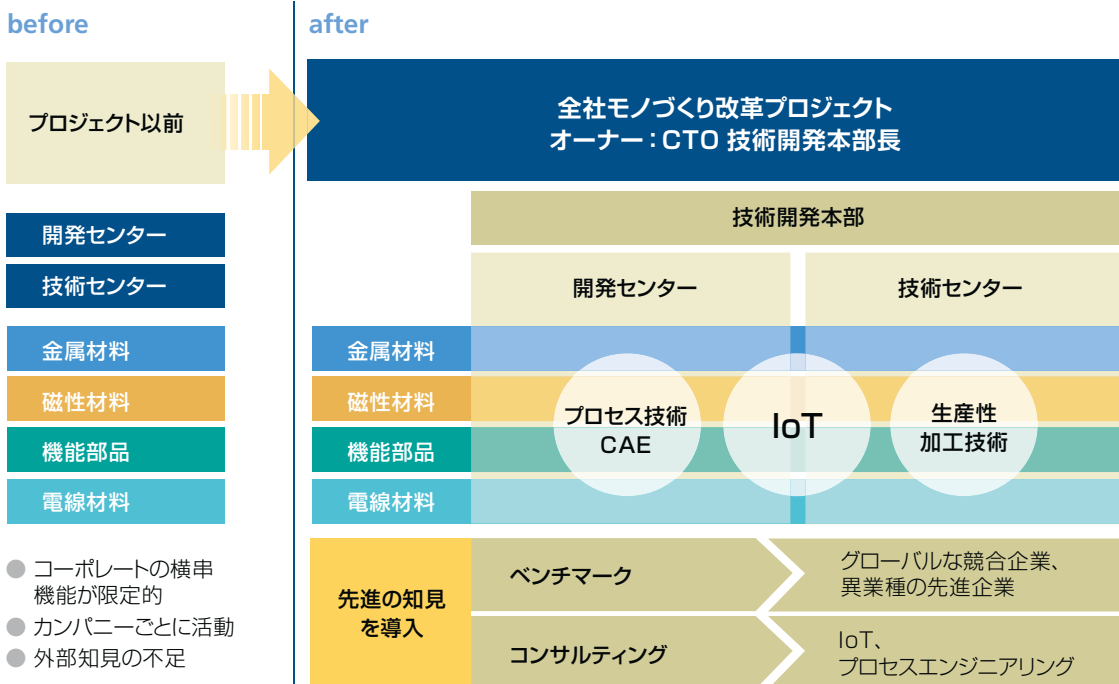 before
プロジェクト以前
開発センター
技術センター
金属材料
磁性材料
機能部品
電線材料
● コーポレートの横串
機能が限定的
● カンパニーごとに活動
● 外部知見の不足
after
全社モノづくり改革プロジェクト
オーナー：CTO 技術開発本部長
技術開発本部
開発センター
技術センター
金属材料
磁性材料
機能部品
電線材料
プロセス技術
CAE
IoT
生産性
加工技術
先進の知見
を導入
ベンチマーク
グローバルな競合企業、
異業種の先進企業
コンサルティング
IoT、
プロセスエンジニアリング